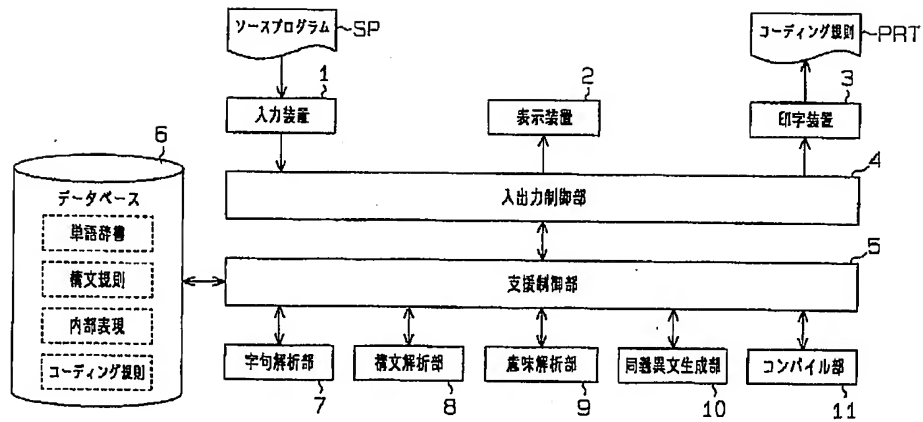 ソースプログラム
SP
コーディング規則
PRT
1
入力装置
2
表示装置
3
印字装置
4
入出力制御部
5
支援制御部
6
データベース
単語辞書
構文規則
内部表現
コーディング規則
字句解析部
7
構文解析部
8
意味解析部
9
同義異文生成部
10
コンパイル部
11